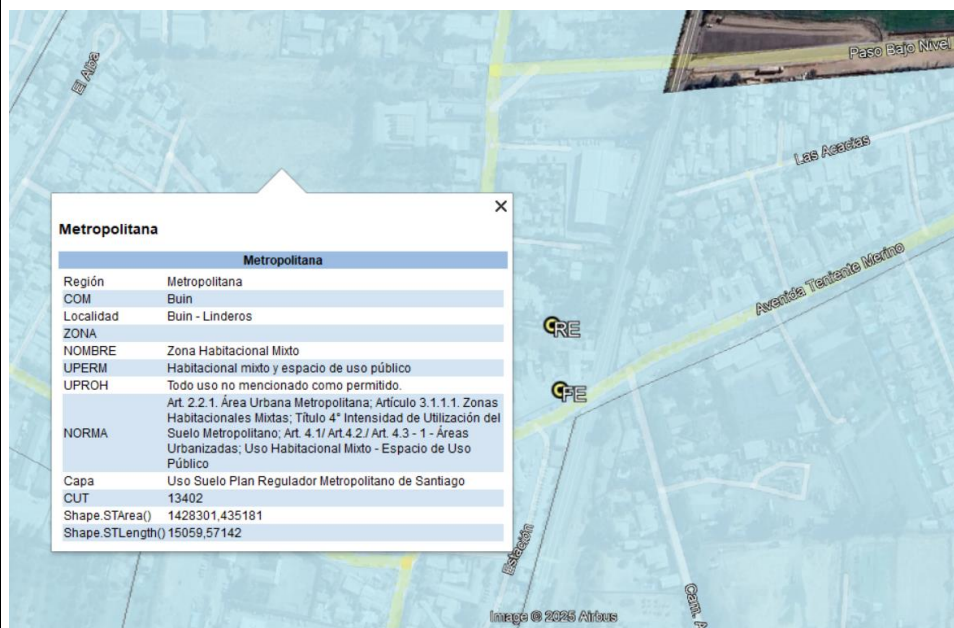 El Alba
Paso Bajo Nivel
Las Acacias
Avenida Teniente Merino
RE
FE
Metropolitana
Metropolitana
Región Metropolitana
COM Buin
Localidad Buin - Linderos
ZONA
NOMBRE Zona Habitacional Mixto
UPERM Habitacional mixto y espacio de uso público
UPROH Todo uso no mencionado como permitido.
NORMA Art. 2.2.1. Área Urbana Metropolitana; Artículo 3.1.1.1. Zonas
Habitacionales Mixtas; Título 4° Intensidad de Utilización del
Suelo Metropolitano; Art. 4.1/ Art.4.2./ Art. 4.3 - 1 - Áreas
Urbanizadas; Uso Habitacional Mixto - Espacio de Uso
Público
Capa Uso Suelo Plan Regulador Metropolitano de Santiago
CUT 13402
Shape.STArea() 1428301,435181
Shape.STLength() 15059,57142
Estación
Cam. A
Image © 2025 Airbus